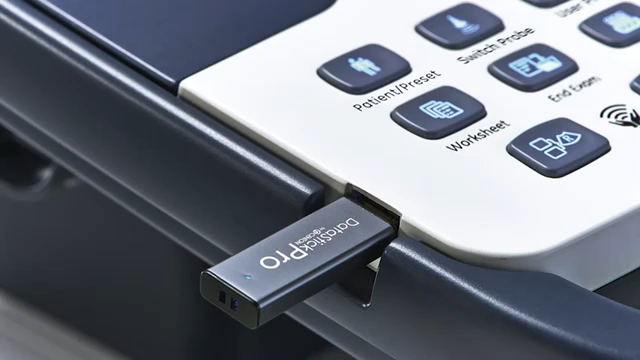 Switch Probe
Patient/Preset
End Exam
Worksheet
DataStick
Pro